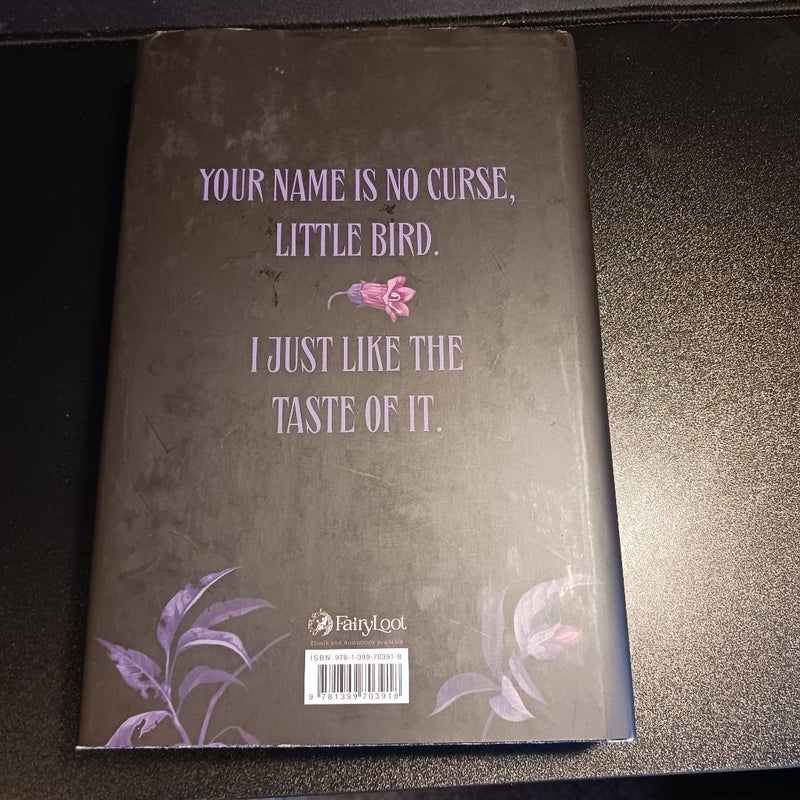 YOUR NAME IS NO CURSE,
LITTLE BIRD.
I JUST LIKE THE
TASTE OF IT.
FairyLoot
Ebook and Audiobook available
ISBN 978-1-399-70391-8
9 781399 703918